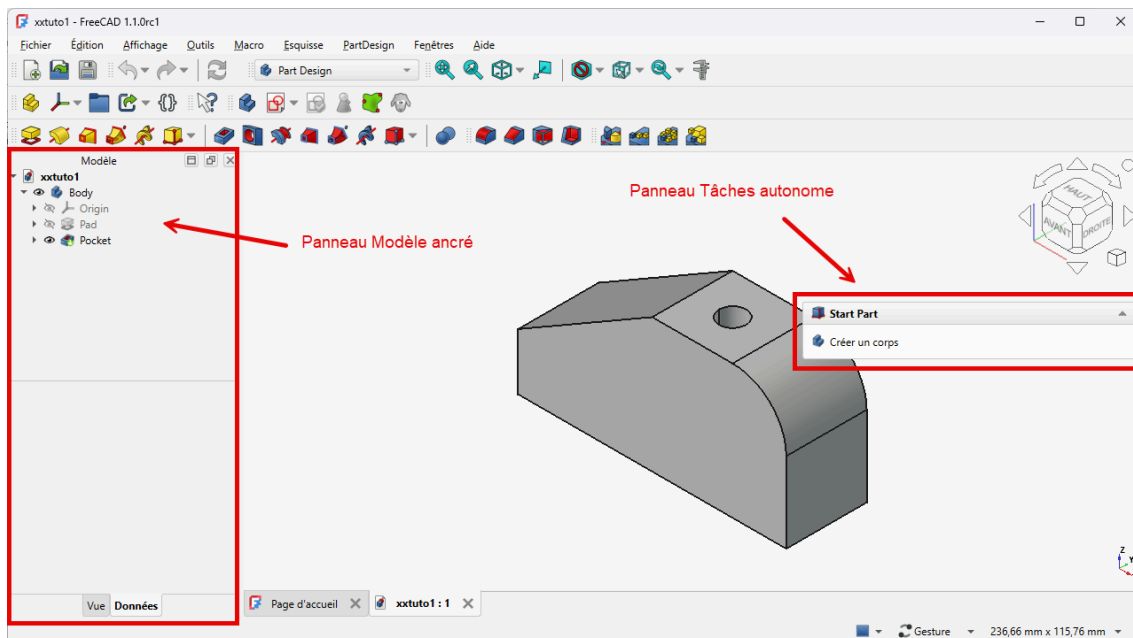 xxtuto1 - FreeCAD 1.1.0rc1
Fichier Édition Affichage Outils Macro Esquisse PartDesign Fenêtres Aide
Part Design
Modèle
xxtuto1
Body
Origin
Pad
Pocket
Panneau Modèle ancré
Panneau Tâches autonome
HAUT
AVANT
DROITE
Start Part
Créer un corps
Z
Y
Vue Données
Page d'accueil
xxtuto1 : 1
Gesture
236,66 mm x 115,76 mm